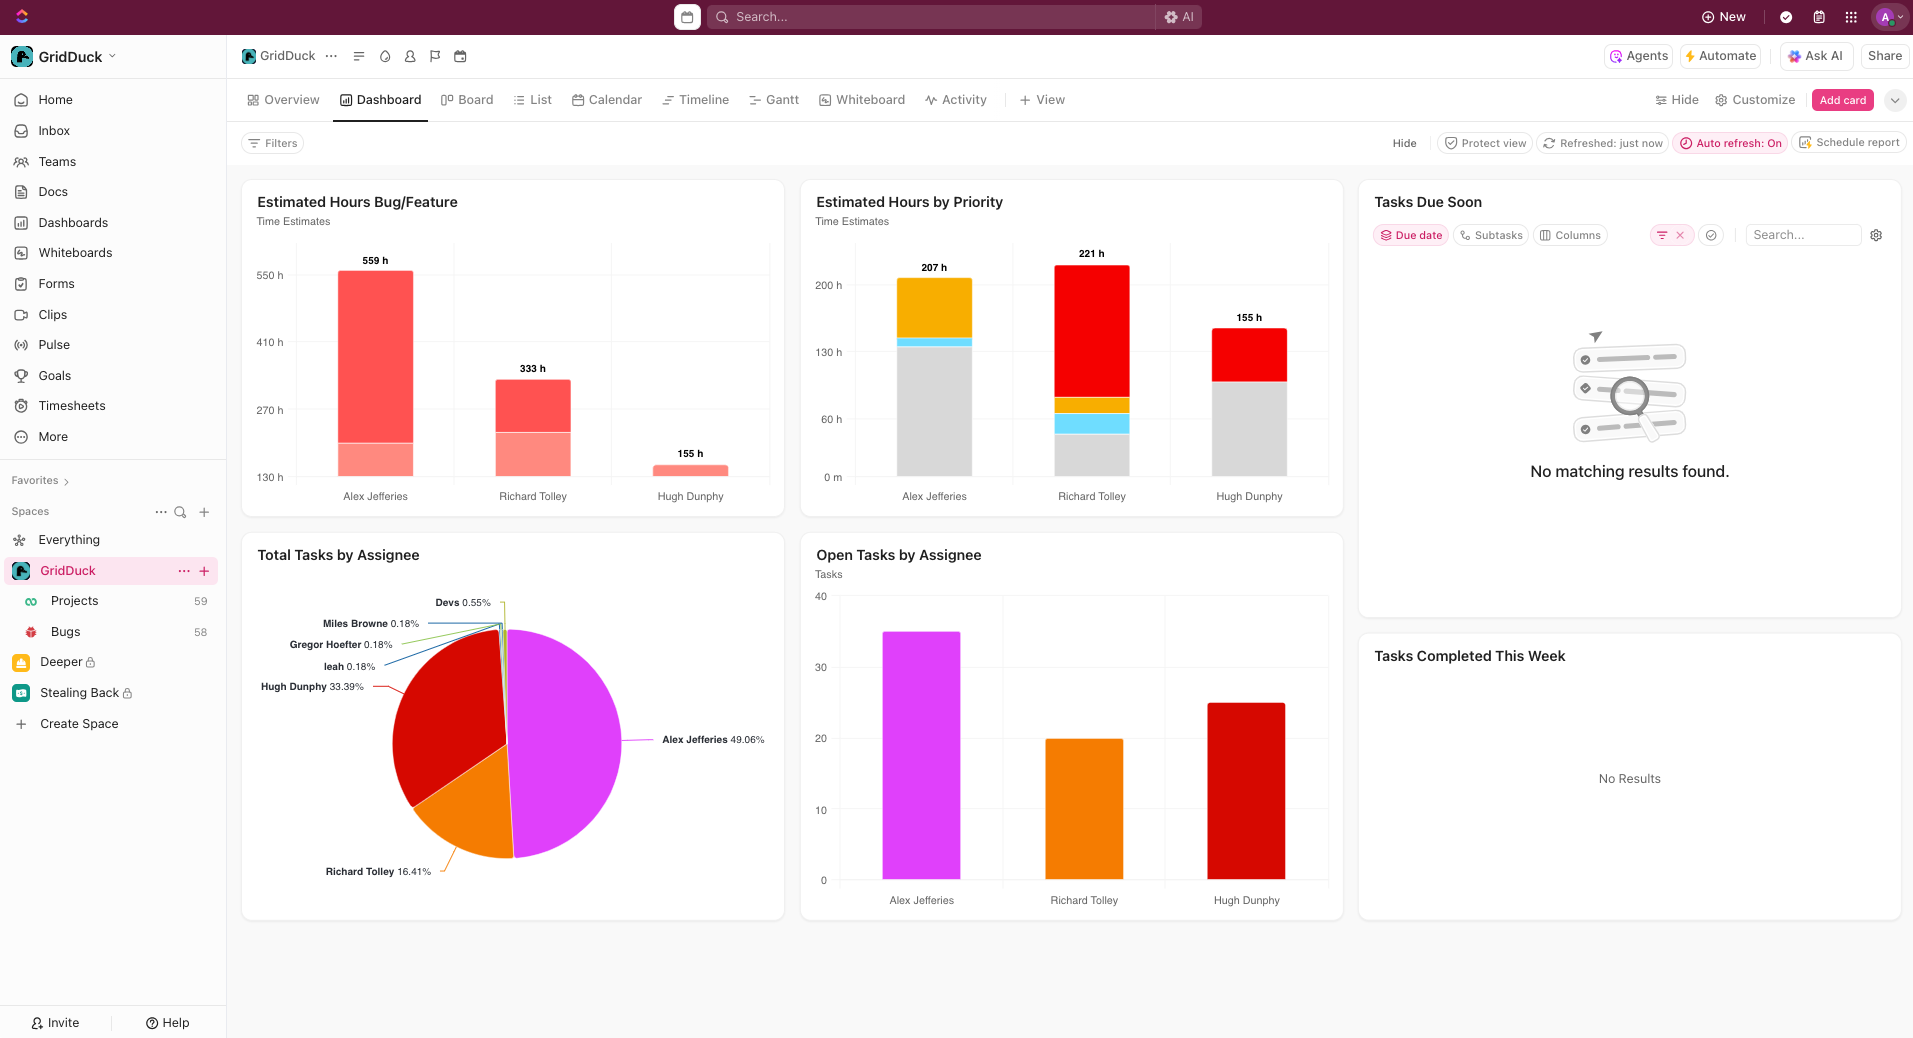 Search...
AI
New
A
GridDuck
GridDuck
Agents
Automate
Ask AI
Share
Home
Inbox
Teams
Docs
Dashboards
Whiteboards
Forms
Clips
Pulse
Goals
Timesheets
More
Favorites
Spaces
Everything
GridDuck
Projects 59
Bugs 58
Deeper
Stealing Back
Create Space
Invite
Help
Overview
Dashboard
Board
List
Calendar
Timeline
Gantt
Whiteboard
Activity
View
Hide
Customize
Add card
Filters
Hide
Protect view
Refreshed: just now
Auto refresh: On
Schedule report
Estimated Hours Bug/Feature
Time Estimates
559 h
550 h
410 h
333 h
270 h
155 h
130 h
Alex Jefferies
Richard Tolley
Hugh Dunphy
Estimated Hours by Priority
Time Estimates
221 h
207 h
200 h
155 h
130 h
60 h
0 m
Alex Jefferies
Richard Tolley
Hugh Dunphy
Tasks Due Soon
Due date
Subtasks
Columns
Search...
No matching results found.
Total Tasks by Assignee
Devs 0.55%
Miles Browne 0.18%
Gregor Hoefter 0.18%
leah 0.18%
Hugh Dunphy 33.39%
Alex Jefferies 49.06%
Richard Tolley 16.41%
Open Tasks by Assignee
Tasks
40
30
20
10
0
Alex Jefferies
Richard Tolley
Hugh Dunphy
Tasks Completed This Week
No Results